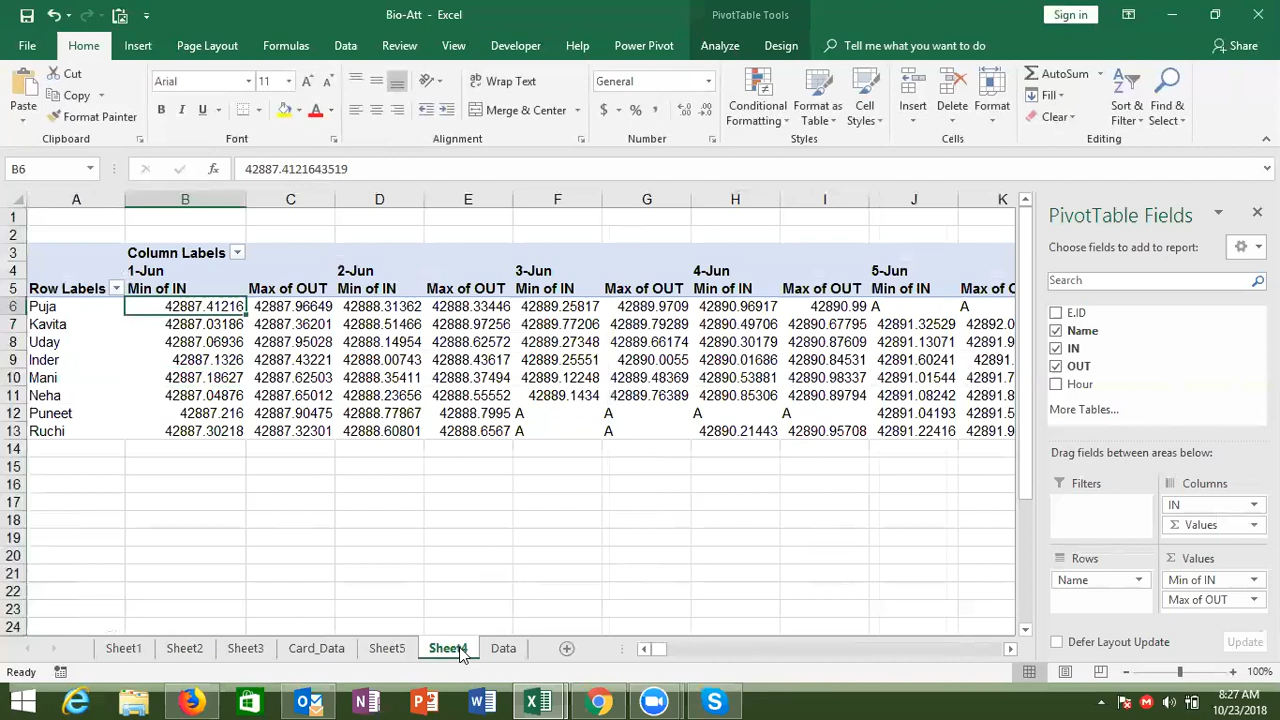 Bio-Att - Excel
PivotTable Tools
Sign in
File Home Insert Page Layout Formulas Data Review View Developer Help Power Pivot Analyze Design Tell me what you want to do Share
Paste
Cut
Copy
Format Painter
Clipboard
Arial 11
B I U
Font
Wrap Text
Merge & Center
Alignment
General
$ % ,
Number
Conditional Formatting
Format as Table
Cell Styles
Styles
Insert Delete Format
Cells
AutoSum
Fill
Clear
Sort & Filter
Find & Select
Editing
B6 fx 42887.4121643519
A B C D E F G H I J K
1
2
3 Column Labels
4 1-Jun 2-Jun 3-Jun 4-Jun 5-Jun
5 Row Labels Min of IN Max of OUT Min of IN Max of OUT Min of IN Max of OUT Min of IN Max of OUT Min of IN Max of O
6 Puja 42887.41216 42887.96649 42888.31362 42888.33446 42889.25817 42889.9709 42890.96917 42890.99 A A
7 Kavita 42887.03186 42887.36201 42888.51466 42888.97256 42889.77206 42889.79289 42890.49706 42890.67795 42891.32529 42892.0
8 Uday 42887.06936 42887.95028 42888.14954 42888.62572 42889.27348 42889.66174 42890.30179 42890.87609 42891.13071 42891.9
9 Inder 42887.1326 42887.43221 42888.00743 42888.43617 42889.25551 42890.0055 42890.01686 42890.84531 42891.60241 42891.
10 Mani 42887.18627 42887.62503 42888.35411 42888.37494 42889.12248 42889.48369 42890.53881 42890.98337 42891.01544 42891.7
11 Neha 42887.04876 42887.65012 42888.23656 42888.55552 42889.1434 42889.76389 42890.85306 42890.89794 42891.08242 42891.9
12 Puneet 42887.216 42887.90475 42888.77867 42888.7995 A A A A 42891.04193 42891.5
13 Ruchi 42887.30218 42887.32301 42888.60801 42888.6567 A A 42890.21443 42890.95708 42891.22416 42891.9
14
15
16
17
18
19
20
21
22
23
24
PivotTable Fields
Choose fields to add to report:
Search
E.ID
Name
IN
OUT
Hour
More Tables...
Drag fields between areas below:
Filters
Columns
IN
Σ Values
Rows
Name
Σ Values
Min of IN
Max of OUT
Defer Layout Update Update
Sheet1 Sheet2 Sheet3 Card_Data Sheet5 Sheet4 Data
Ready
100%
8:27 AM
10/23/2018